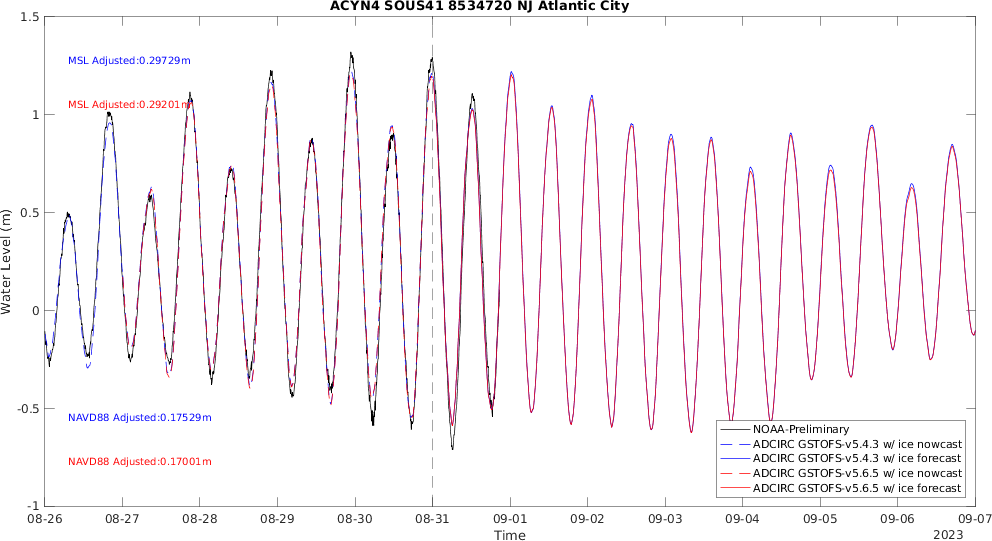 ACYN4 SOUS41 8534720 NJ Atlantic City
1.5
MSL Adjusted:0.29729m
MSL Adjusted:0.29201m
1
0.5
Water Level (m)
0
-0.5
NAVD88 Adjusted:0.17529m
NAVD88 Adjusted:0.17001m
NOAA-Preliminary
ADCIRC GSTOFS-v5.4.3 w/ ice nowcast
ADCIRC GSTOFS-v5.4.3 w/ ice forecast
ADCIRC GSTOFS-v5.6.5 w/ ice nowcast
ADCIRC GSTOFS-v5.6.5 w/ ice forecast
-1
08-26 08-27 08-28 08-29 08-30 08-31 09-01 09-02 09-03 09-04 09-05 09-06 09-07
Time
2023